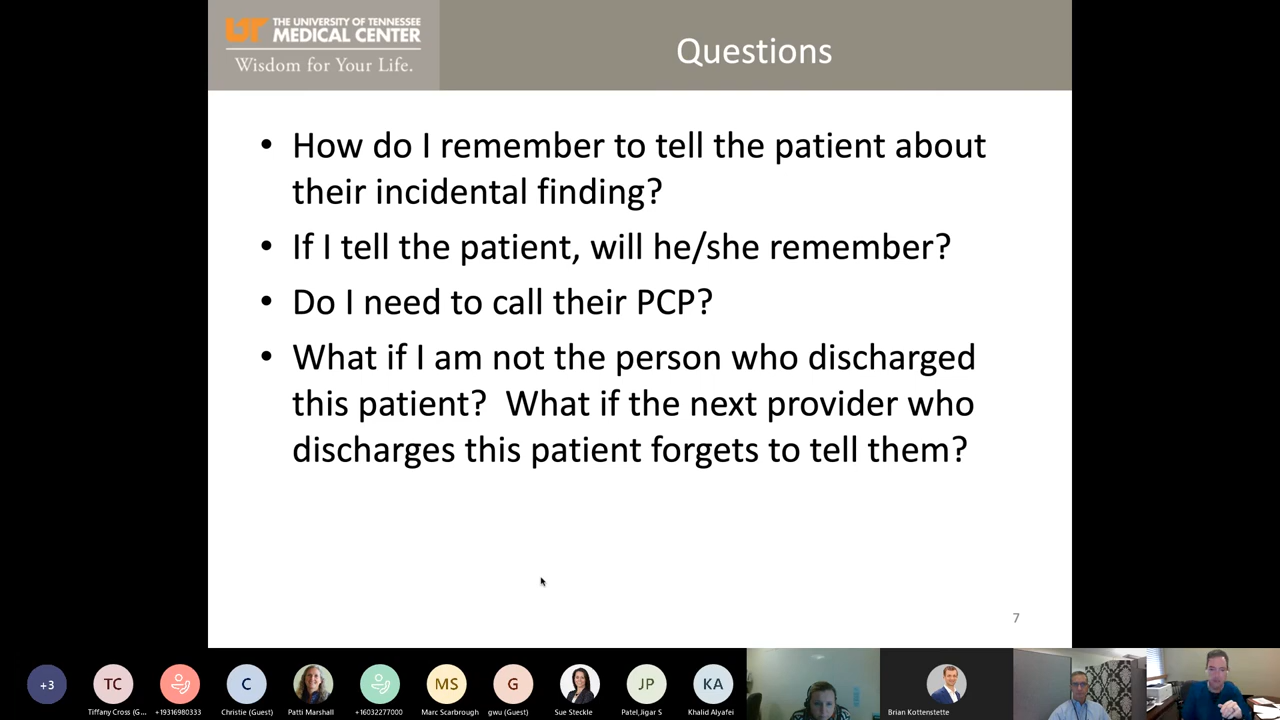 UT THE UNIVERSITY OF TENNESSEE
MEDICAL CENTER
Wisdom for Your Life.
Questions
• How do I remember to tell the patient about
their incidental finding?
• If I tell the patient, will he/she remember?
• Do I need to call their PCP?
• What if I am not the person who discharged
this patient?  What if the next provider who
discharges this patient forgets to tell them?
7
+3
TC
C
MS
G
JP
KA
Tiffany Cross (G...
+19316980333
Christie (Guest)
Patti Marshall
+16032277000
Marc Scarbrough
gwu (Guest)
Sue Steckle
Patel,Jigar S
Khalid Alyafei
Brian Kottenstette